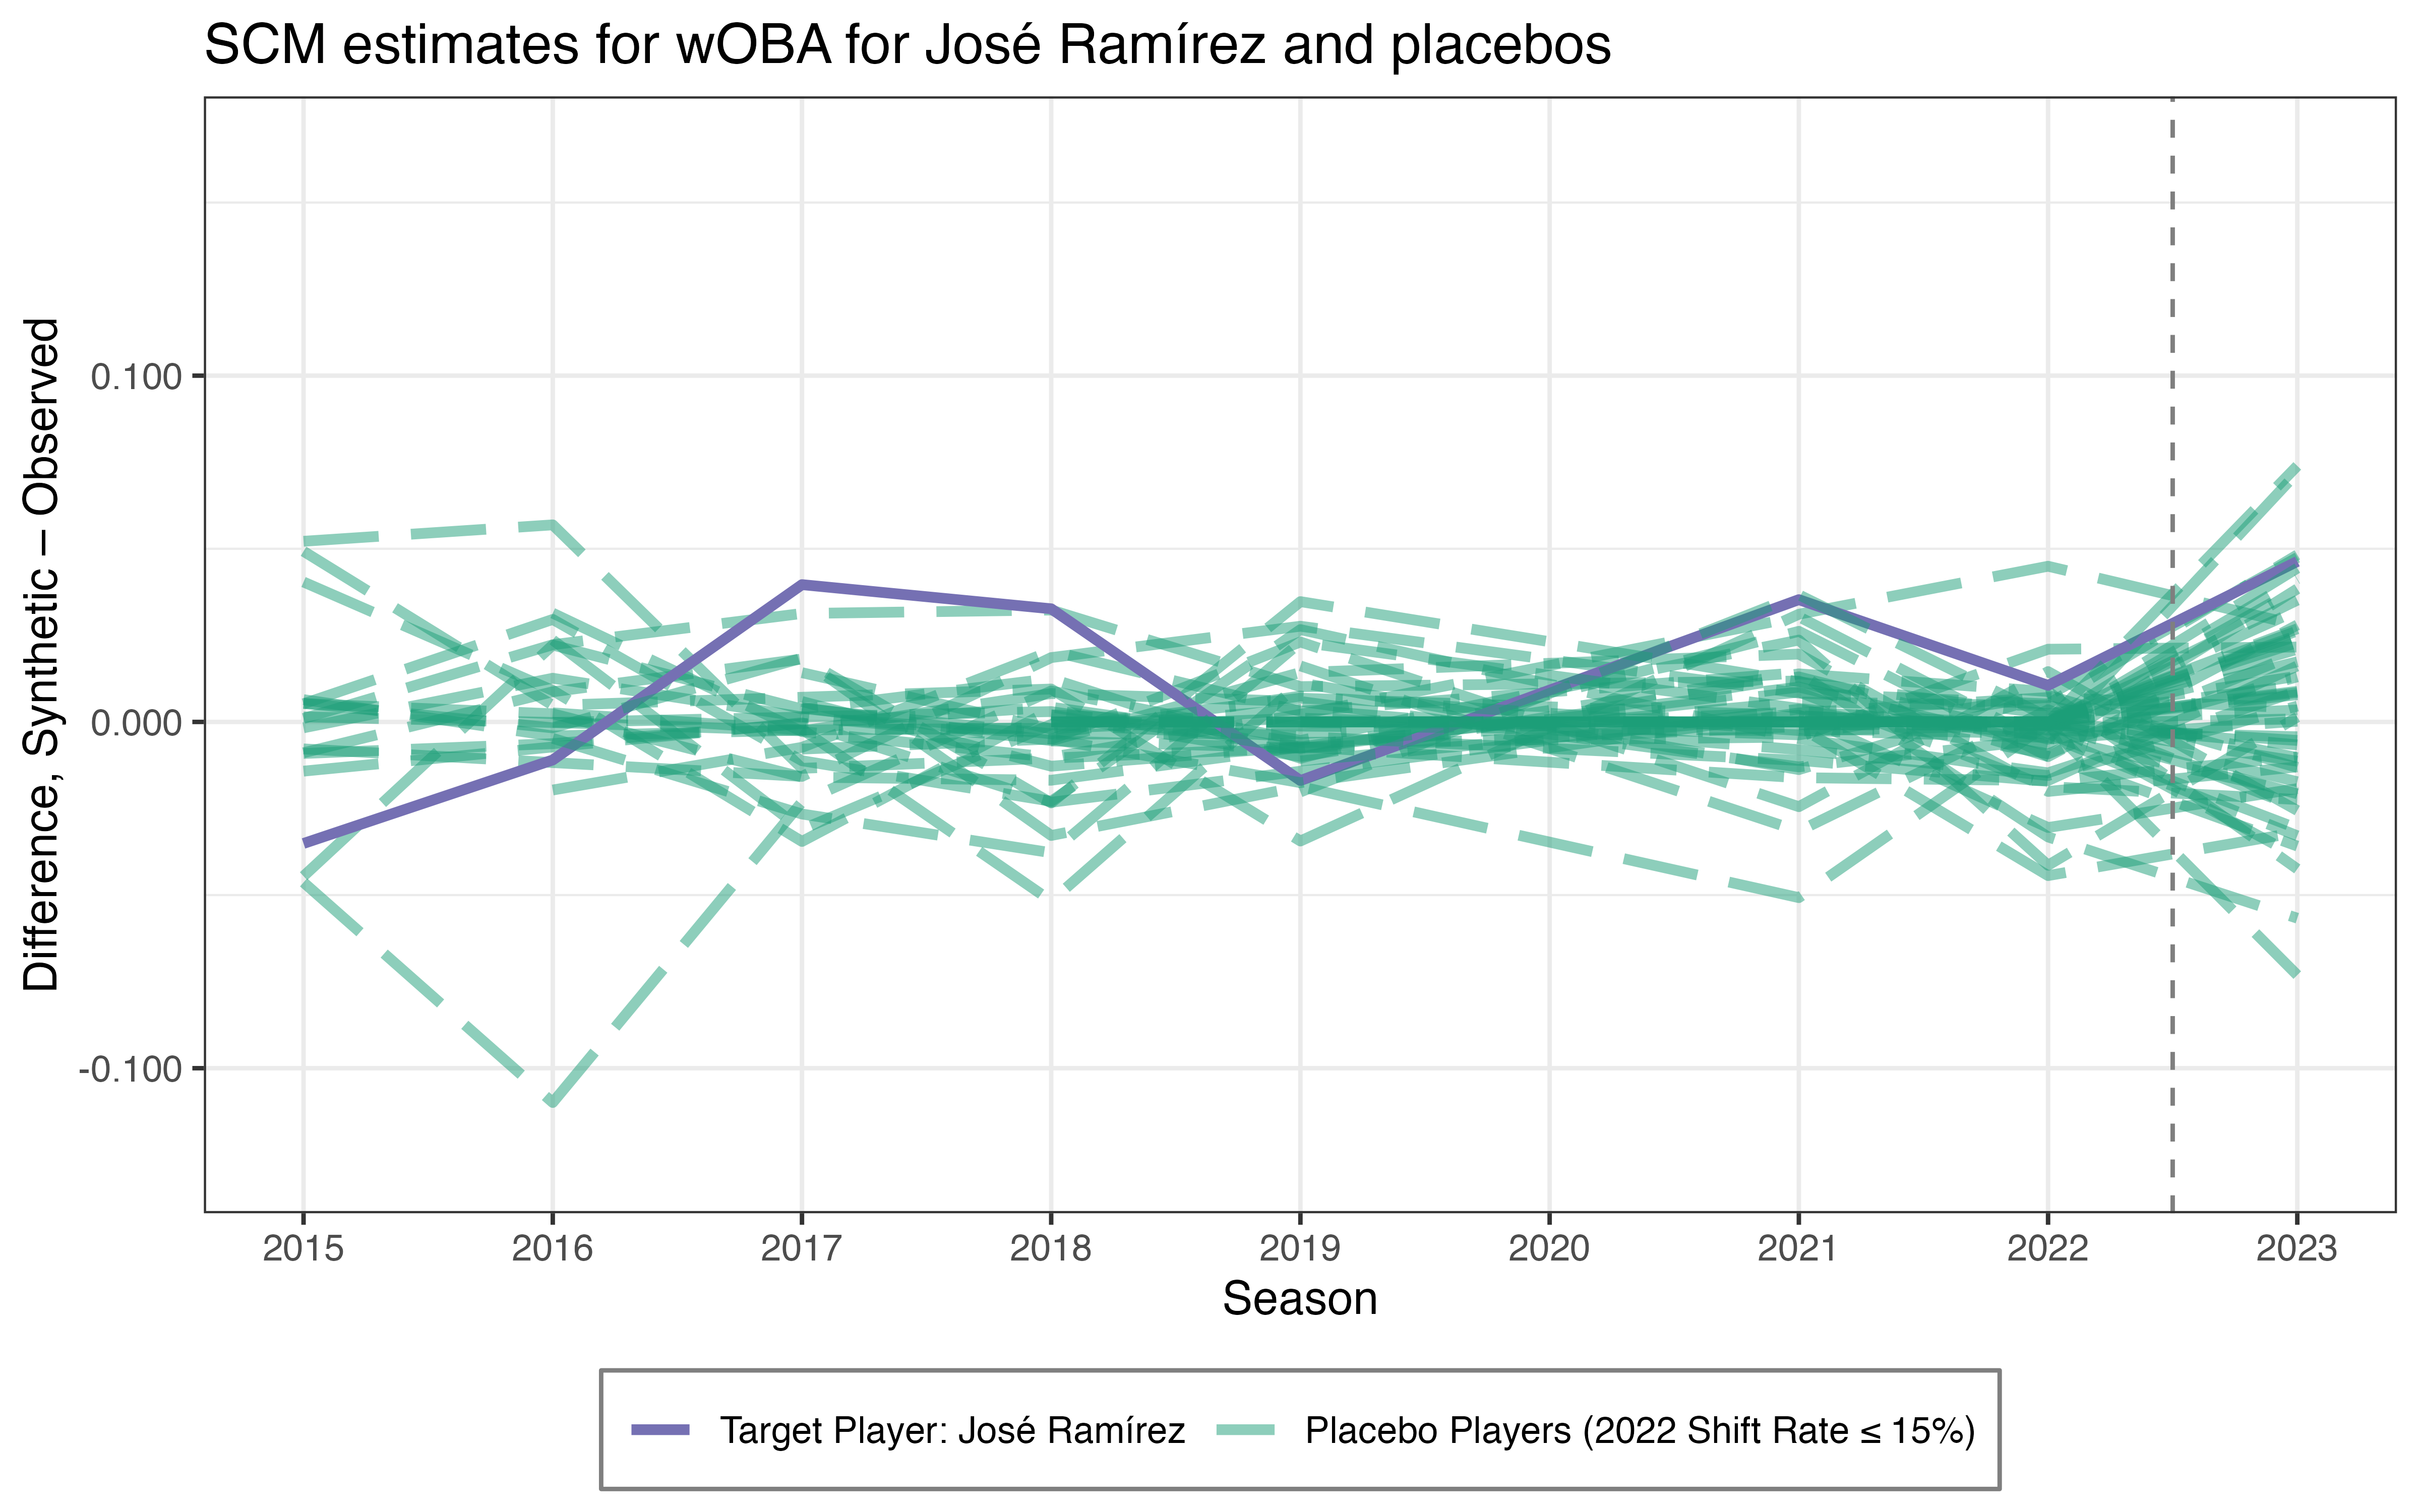 SCM estimates for wOBA for José Ramírez and placebos
Difference, Synthetic – Observed
0.100
0.000
-0.100
2015 2016 2017 2018 2019 2020 2021 2022 2023
Season
Target Player: José Ramírez Placebo Players (2022 Shift Rate ≤ 15%)